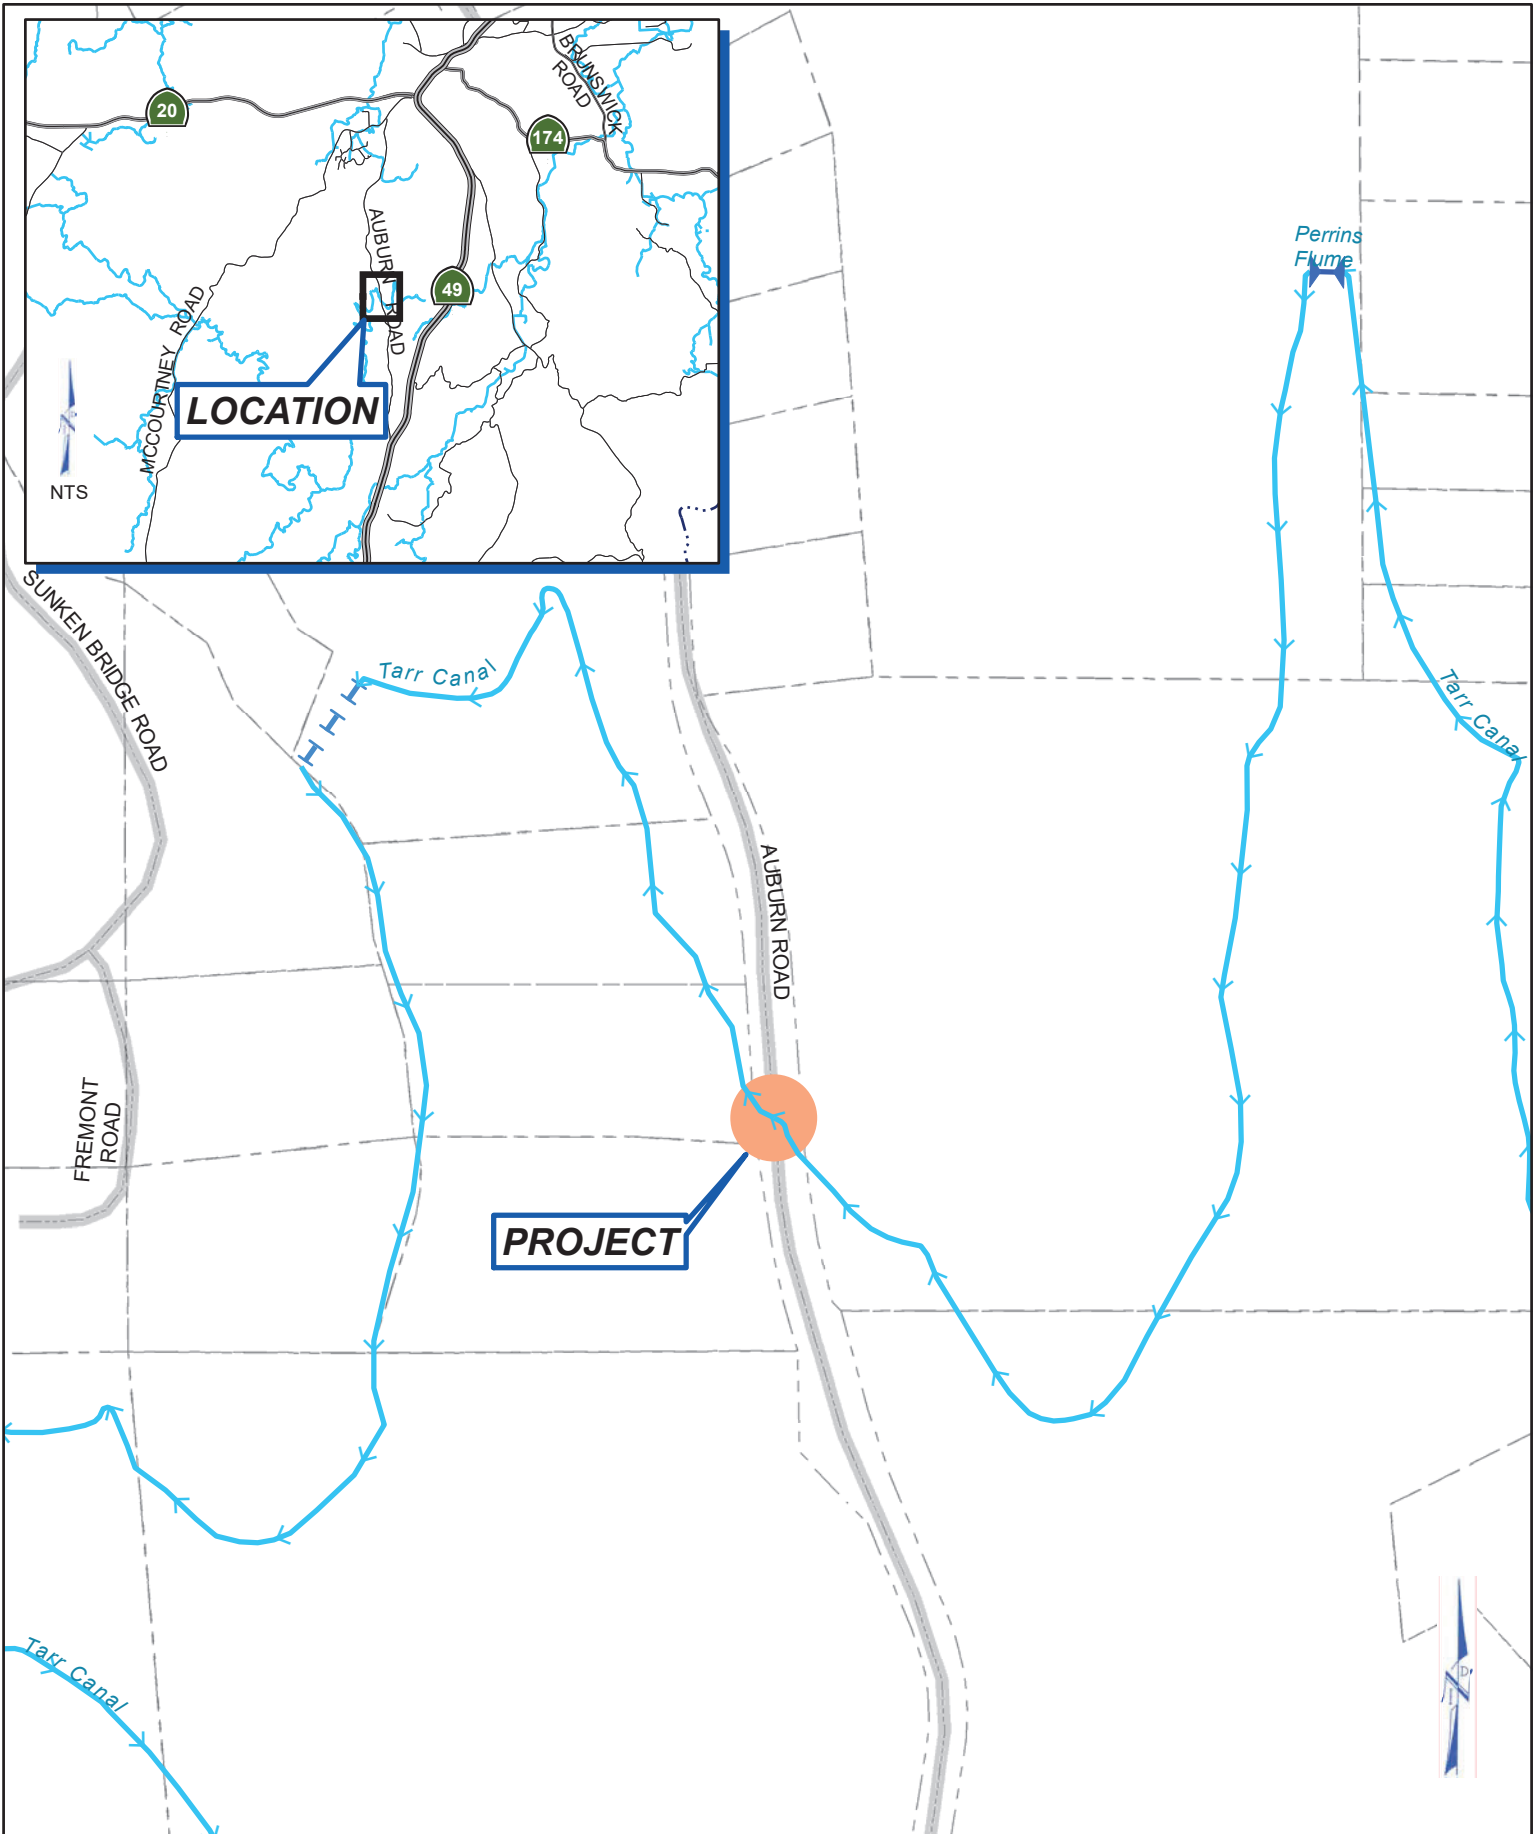 BRUNSWICK
ROAD
20
174
AUBURN ROAD
49
MCCOURTNEY ROAD
LOCATION
NTS
Perrins
Flume
SUNKEN BRIDGE ROAD
Tarr Canal
Tarr Canal
AUBURN ROAD
FREMONT
ROAD
PROJECT
Tarr Canal